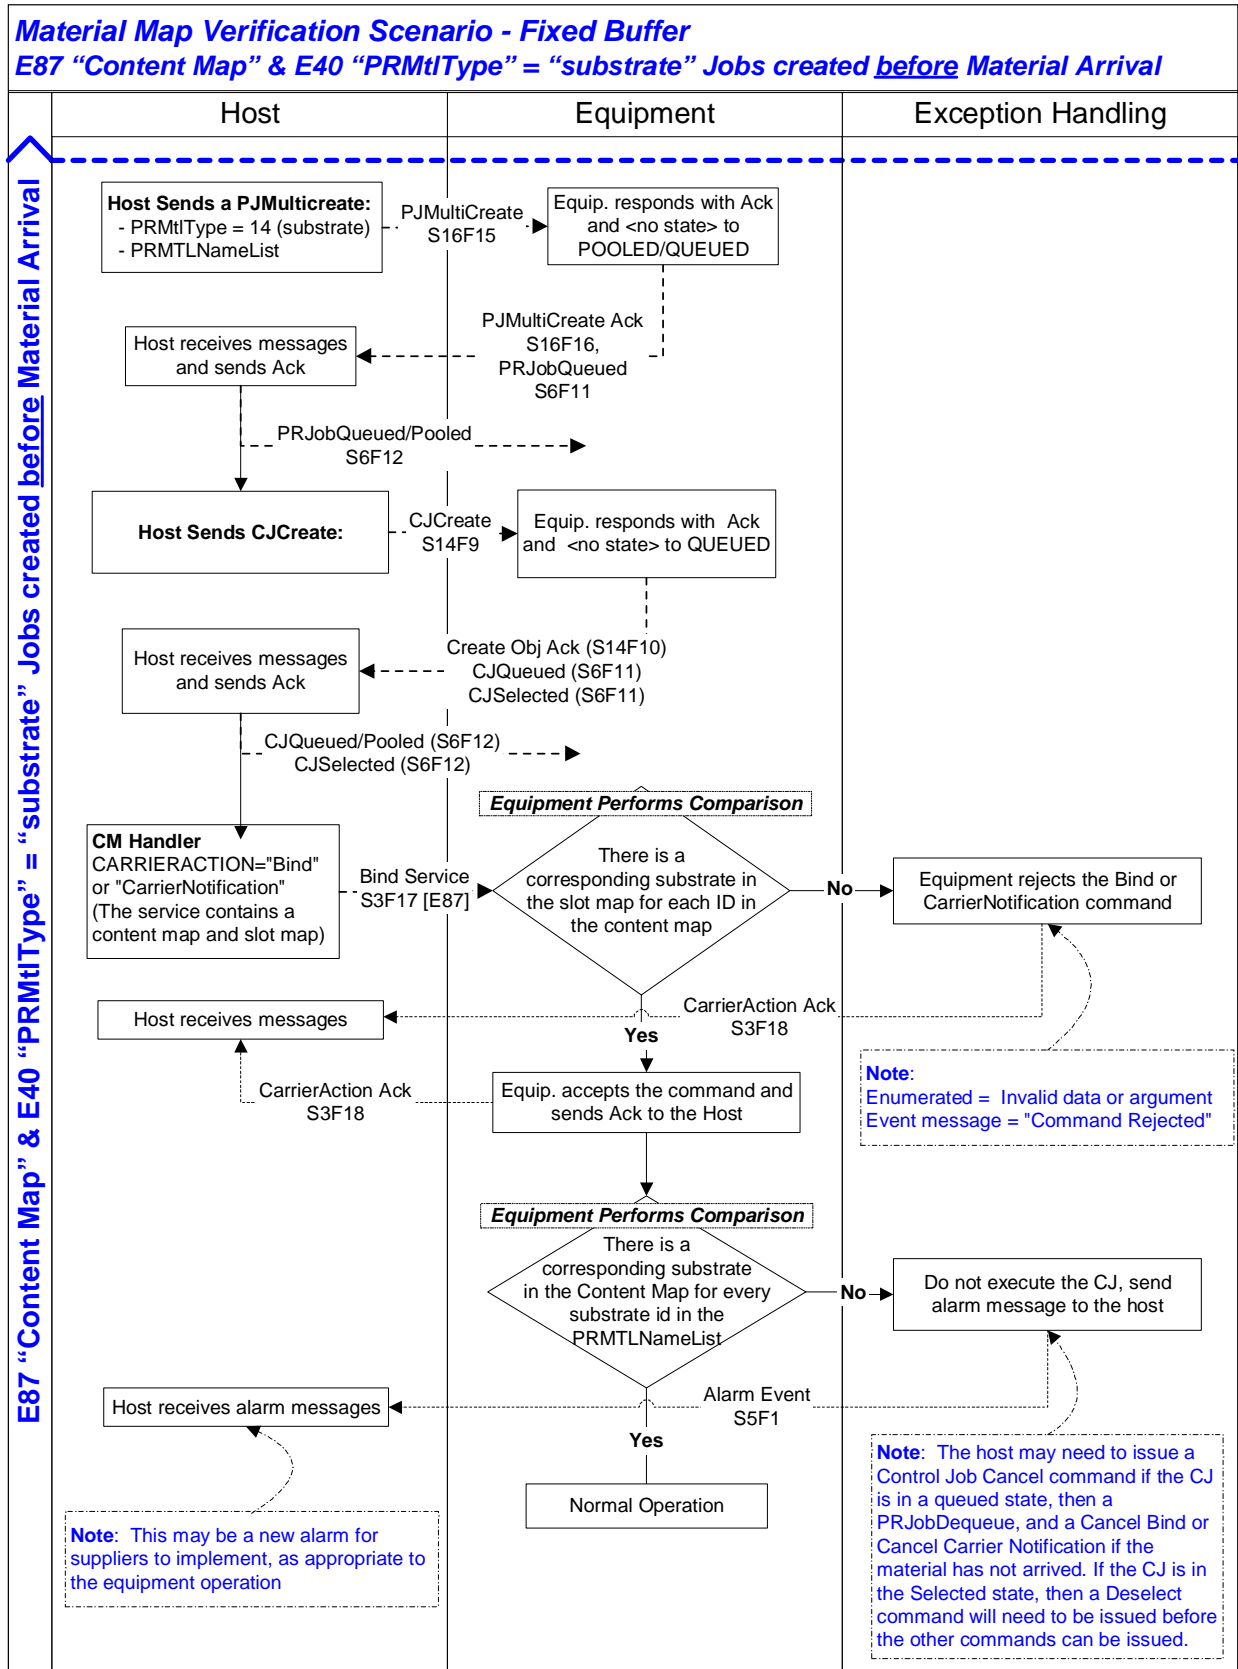 Material Map Verification Scenario - Fixed Buffer
E87 “Content Map” & E40 “PRMtlType” = “substrate” Jobs created before Material Arrival
Host
Equipment
Exception Handling
E87 “Content Map” & E40 “PRMtlType” = “substrate” Jobs created before Material Arrival
Host Sends a PJMulticreate:
- PRMtlType = 14 (substrate)
- PRMTLNameList
PJMultiCreate
S16F15
Equip. responds with Ack
and <no state> to
POOLED/QUEUED
PJMultiCreate Ack
S16F16,
PRJobQueued
S6F11
Host receives messages
and sends Ack
PRJobQueued/Pooled
S6F12
Host Sends CJCreate:
CJCreate
S14F9
Equip. responds with Ack
and <no state> to QUEUED
Create Obj Ack (S14F10)
CJQueued (S6F11)
CJSelected (S6F11)
Host receives messages
and sends Ack
CJQueued/Pooled (S6F12)
CJSelected (S6F12)
Equipment Performs Comparison
CM Handler
CARRIERACTION="Bind"
or "CarrierNotification"
(The service contains a
content map and slot map)
Bind Service
S3F17 [E87]
There is a
corresponding substrate in
the slot map for each ID in
the content map
No
Equipment rejects the Bind or
CarrierNotification command
CarrierAction Ack
S3F18
Host receives messages
Yes
CarrierAction Ack
S3F18
Equip. accepts the command and
sends Ack to the Host
Note:
Enumerated = Invalid data or argument
Event message = "Command Rejected"
Equipment Performs Comparison
There is a
corresponding substrate
in the Content Map for every
substrate id in the
PRMTLNameList
No
Do not execute the CJ, send
alarm message to the host
Alarm Event
S5F1
Host receives alarm messages
Yes
Normal Operation
Note: This may be a new alarm for
suppliers to implement, as appropriate to
the equipment operation
Note: The host may need to issue a
Control Job Cancel command if the CJ
is in a queued state, then a
PRJobDequeue, and a Cancel Bind or
Cancel Carrier Notification if the
material has not arrived. If the CJ is in
the Selected state, then a Deselect
command will need to be issued before
the other commands can be issued.